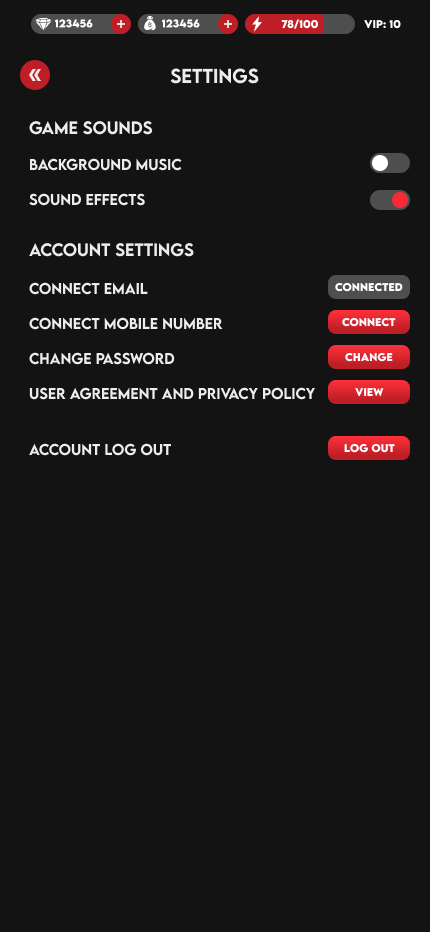 123456 + 123456 + 78/100 VIP: 10
« SETTINGS
GAME SOUNDS
BACKGROUND MUSIC
SOUND EFFECTS
ACCOUNT SETTINGS
CONNECT EMAIL CONNECTED
CONNECT MOBILE NUMBER CONNECT
CHANGE PASSWORD CHANGE
USER AGREEMENT AND PRIVACY POLICY VIEW
ACCOUNT LOG OUT LOG OUT